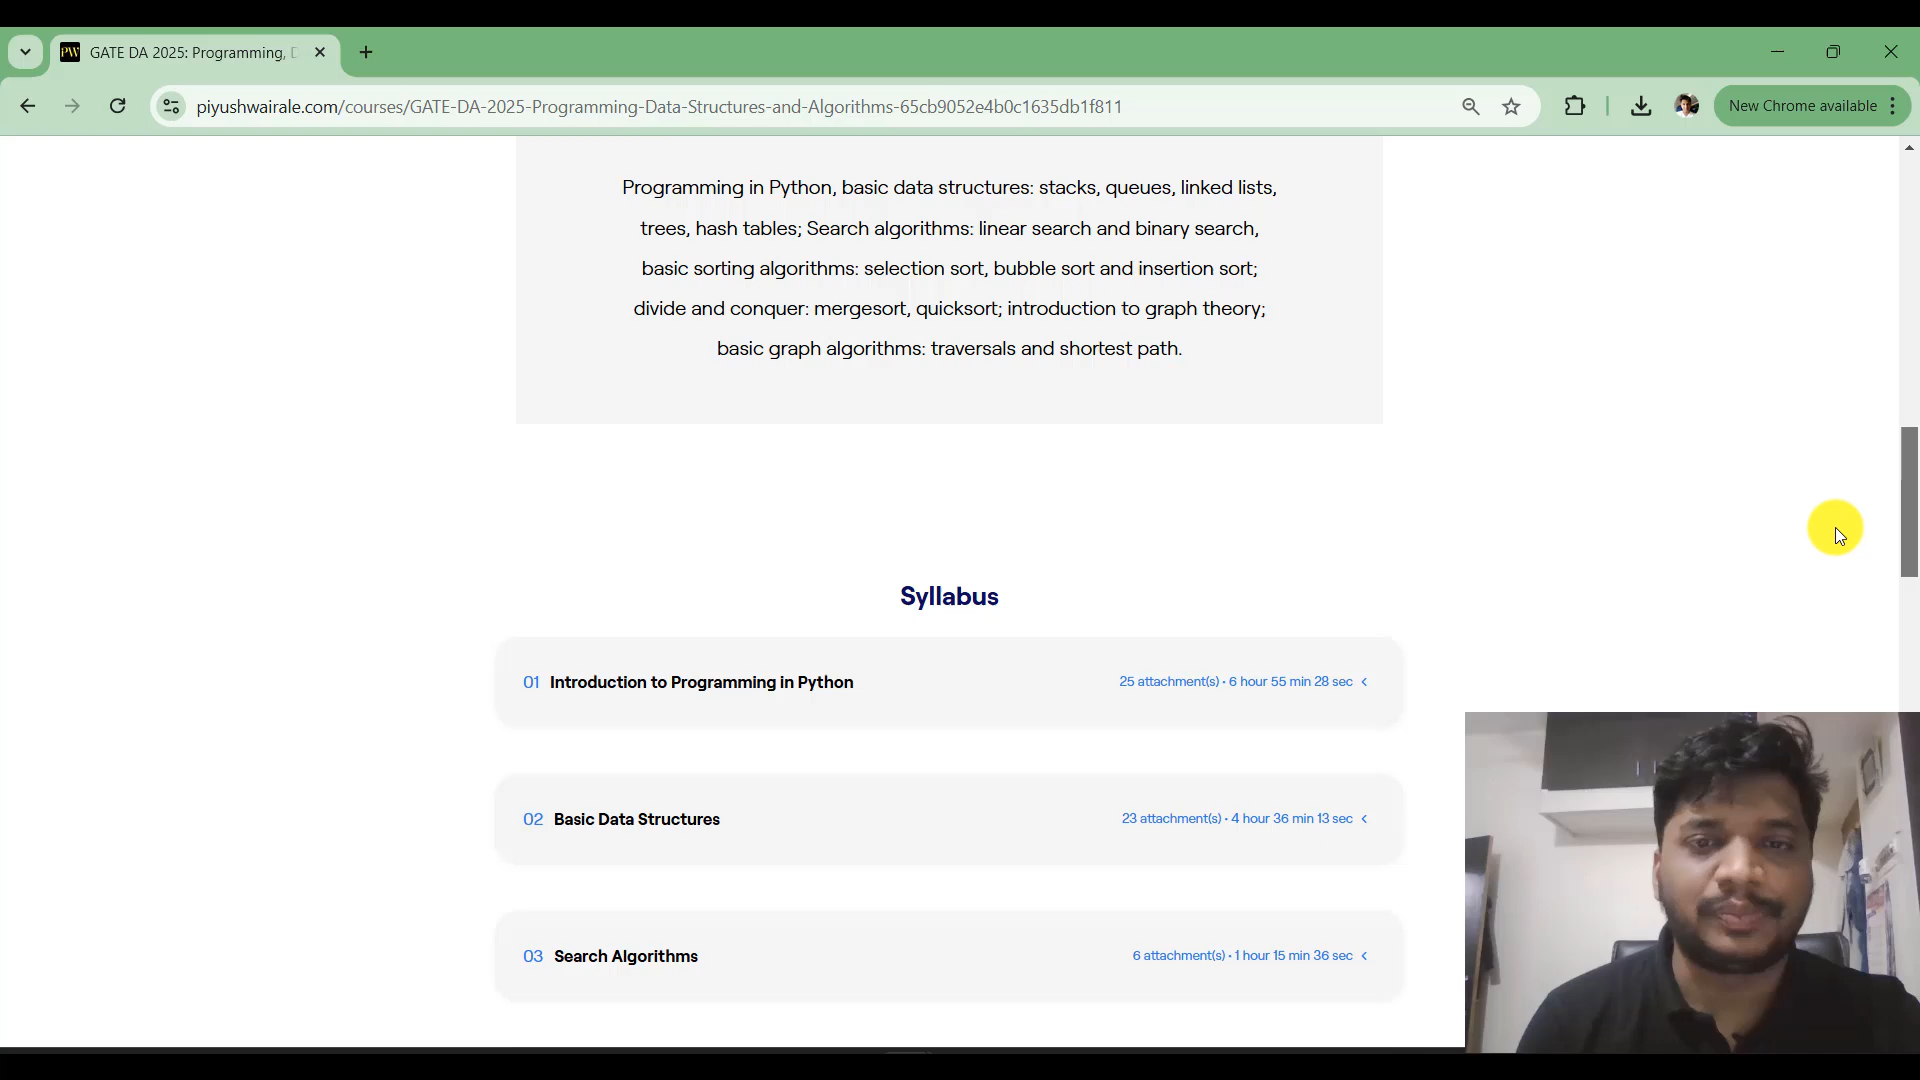 PW GATE DA 2025: Programming, D
piyushwairale.com/courses/GATE-DA-2025-Programming-Data-Structures-and-Algorithms-65cb9052e4b0c1635db1f811
New Chrome available
Programming in Python, basic data structures: stacks, queues, linked lists,
trees, hash tables; Search algorithms: linear search and binary search,
basic sorting algorithms: selection sort, bubble sort and insertion sort;
divide and conquer: mergesort, quicksort; introduction to graph theory;
basic graph algorithms: traversals and shortest path.
Syllabus
01 Introduction to Programming in Python 25 attachment(s) • 6 hour 55 min 28 sec
02 Basic Data Structures 23 attachment(s) • 4 hour 36 min 13 sec
03 Search Algorithms 6 attachment(s) • 1 hour 15 min 36 sec